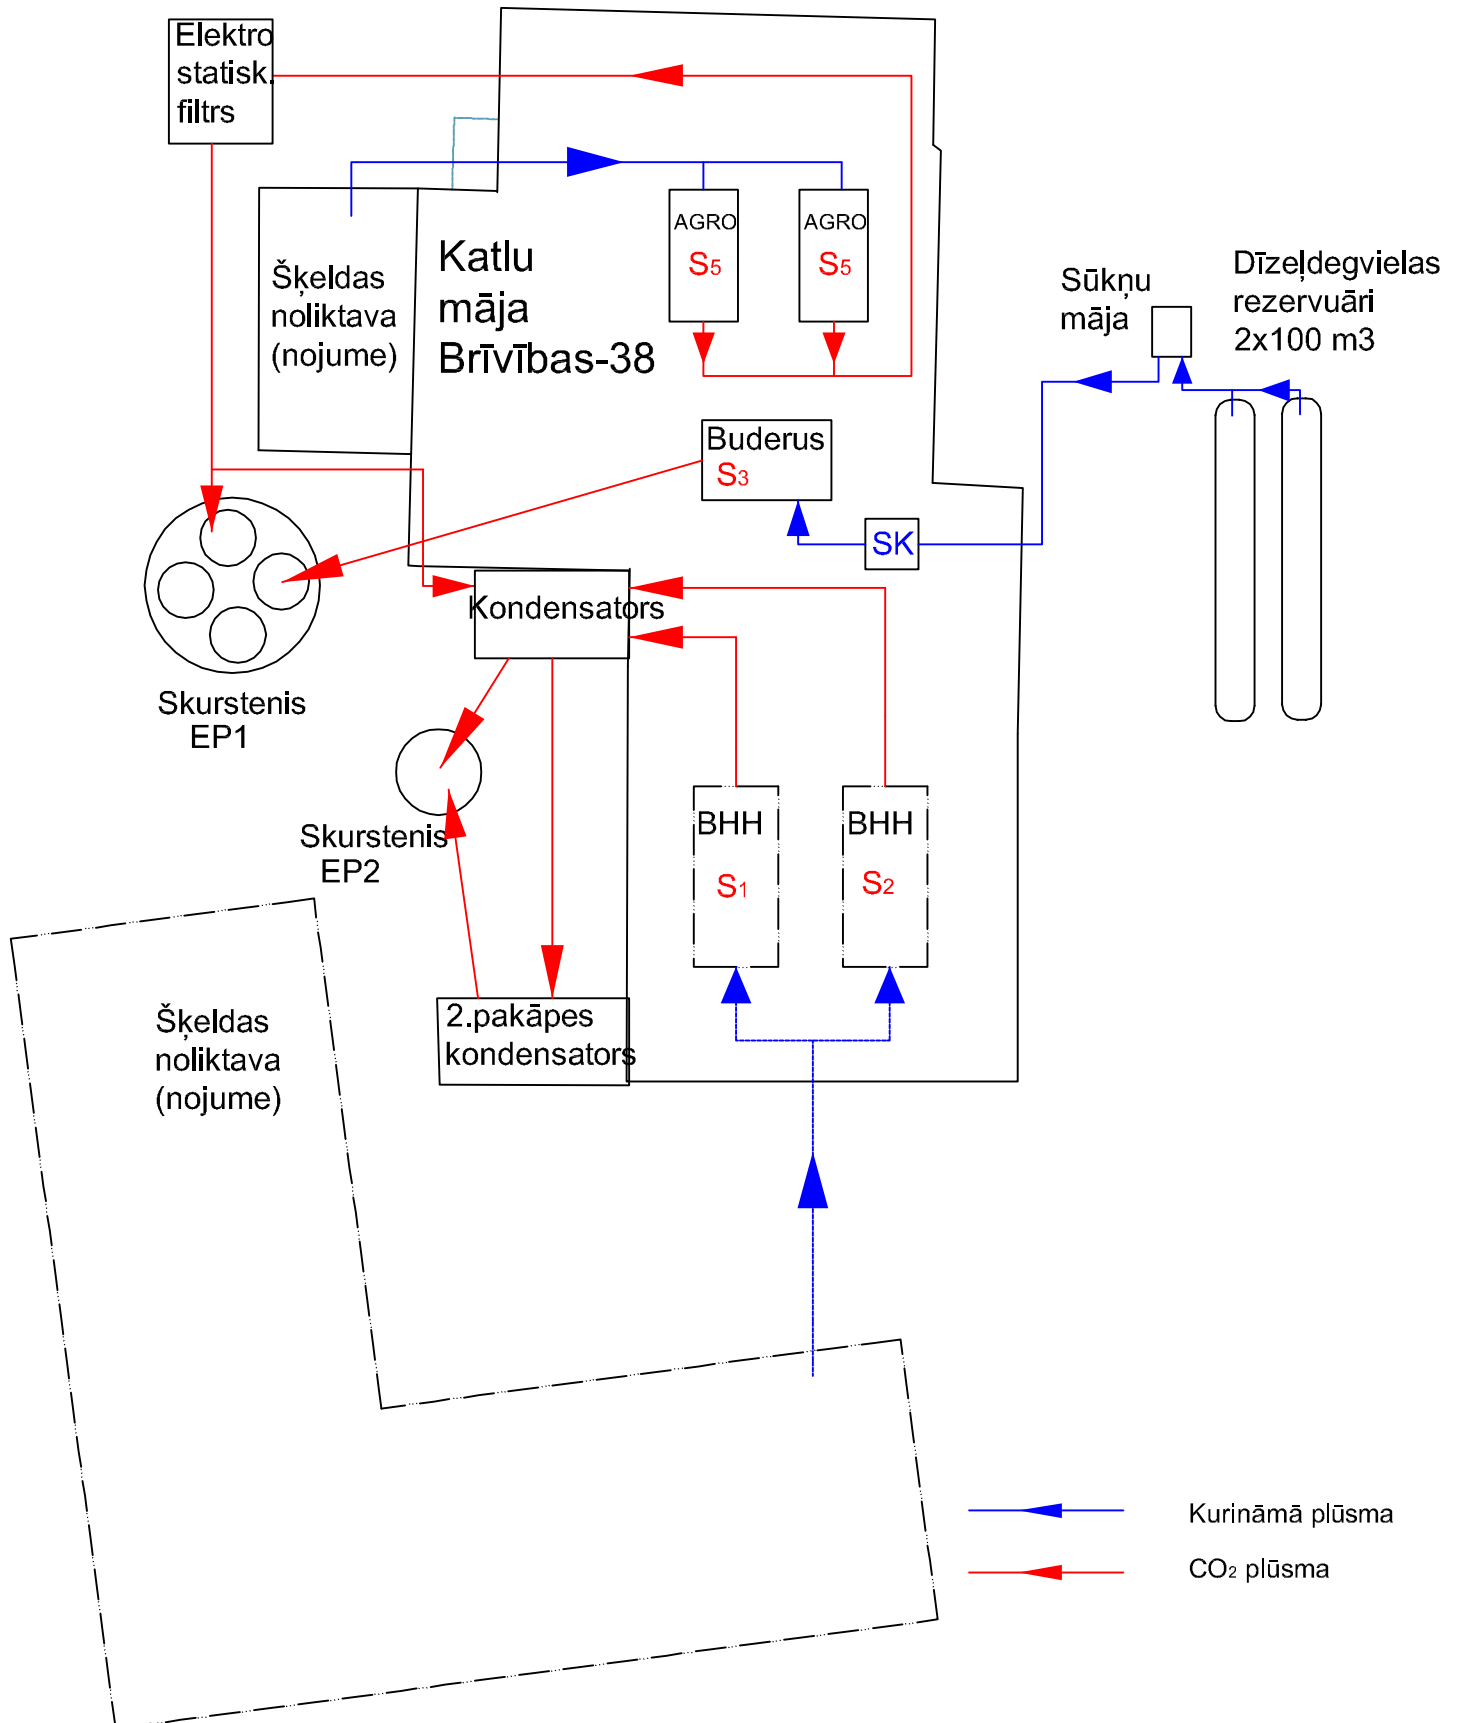 Elektro
statisk.
filtrs
AGRO
S5
AGRO
S5
Katlu
māja
Brīvības-38
Šķeldas
noliktava
(nojume)
Sūkņu
māja
Dīzeļdegvielas
rezervuāri
2x100 m3
Buderus
S3
SK
Kondensators
Skurstenis
EP1
Skurstenis
EP2
BHH
S1
BHH
S2
2.pakāpes
kondensators
Šķeldas
noliktava
(nojume)
Kurināmā plūsma
CO2 plūsma